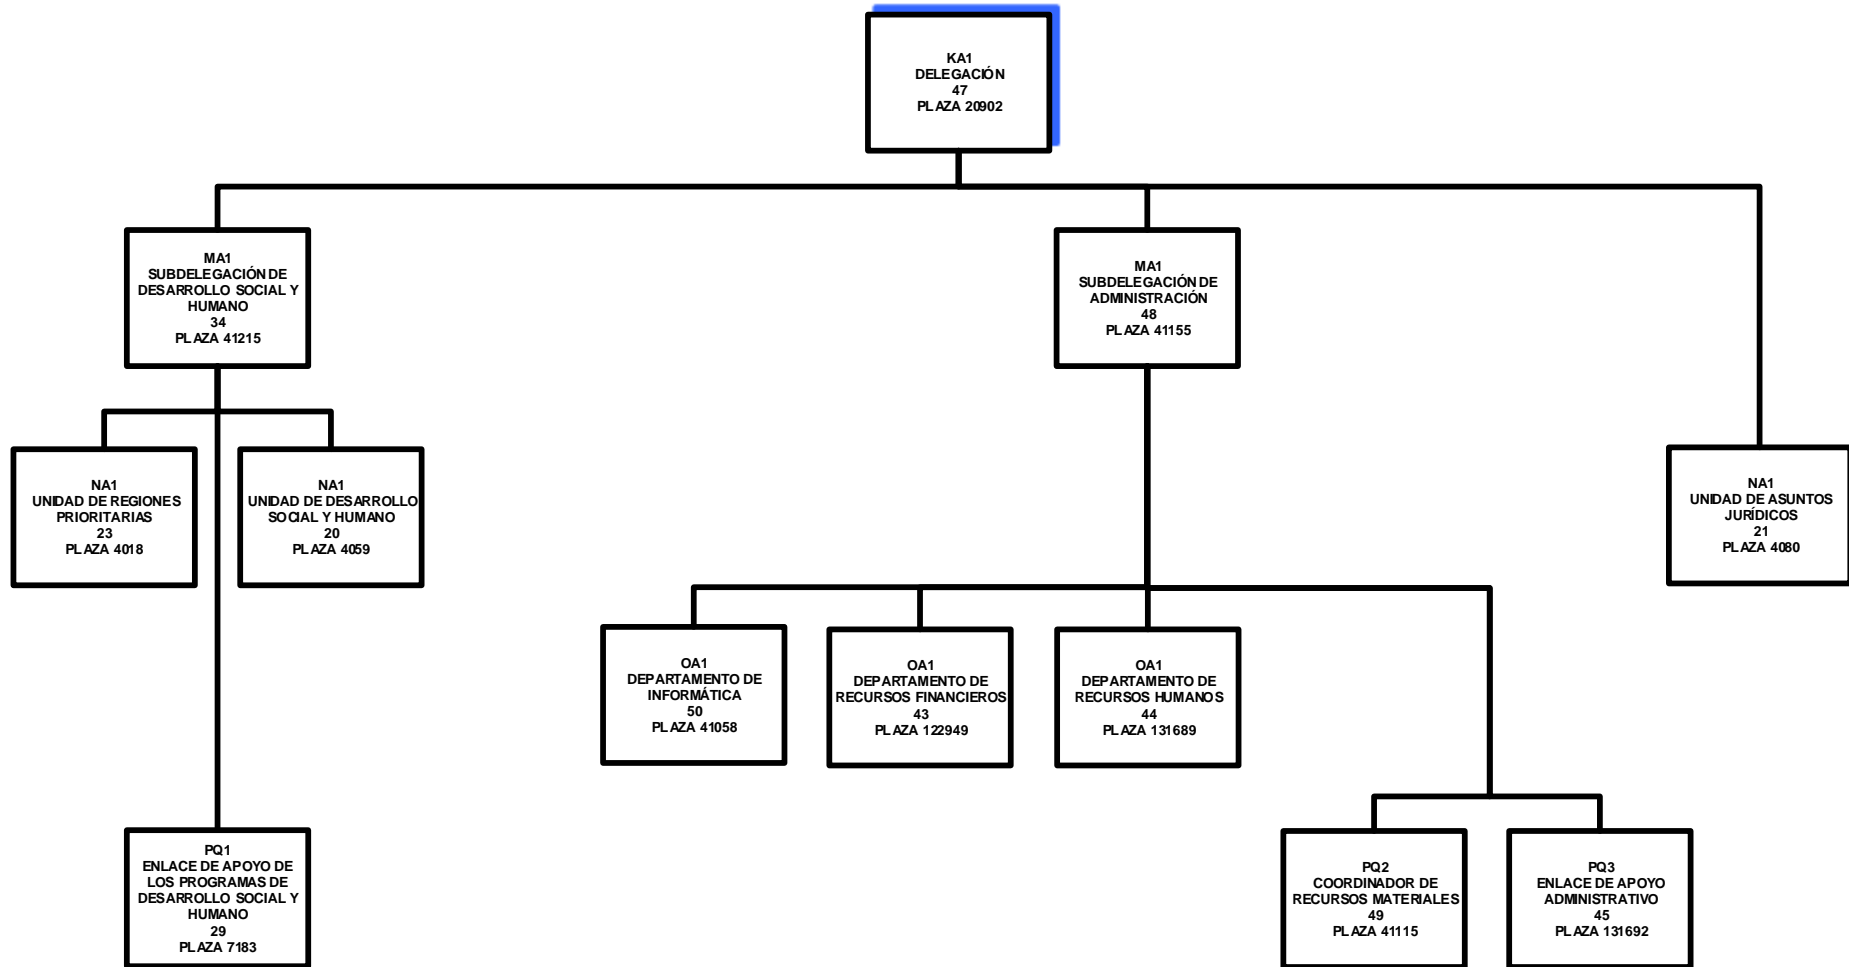 KA1
DELEGACIÓN
47
PLAZA 20902
MA1
SUBDELEGACIÓN DE
DESARROLLO SOCIAL Y
HUMANO
34
PLAZA 41215
MA1
SUBDELEGACIÓN DE
ADMINISTRACIÓN
48
PLAZA 41155
NA1
UNIDAD DE REGIONES
PRIORITARIAS
23
PLAZA 4018
NA1
UNIDAD DE DESARROLLO
SOCIAL Y HUMANO
20
PLAZA 4059
NA1
UNIDAD DE ASUNTOS
JURÍDICOS
21
PLAZA 4080
OA1
DEPARTAMENTO DE
INFORMÁTICA
50
PLAZA 41058
OA1
DEPARTAMENTO DE
RECURSOS FINANCIEROS
43
PLAZA 122949
OA1
DEPARTAMENTO DE
RECURSOS HUMANOS
44
PLAZA 131689
PQ1
ENLACE DE APOYO DE
LOS PROGRAMAS DE
DESARROLLO SOCIAL Y
HUMANO
29
PLAZA 7183
PQ2
COORDINADOR DE
RECURSOS MATERIALES
49
PLAZA 41115
PQ3
ENLACE DE APOYO
ADMINISTRATIVO
45
PLAZA 131692